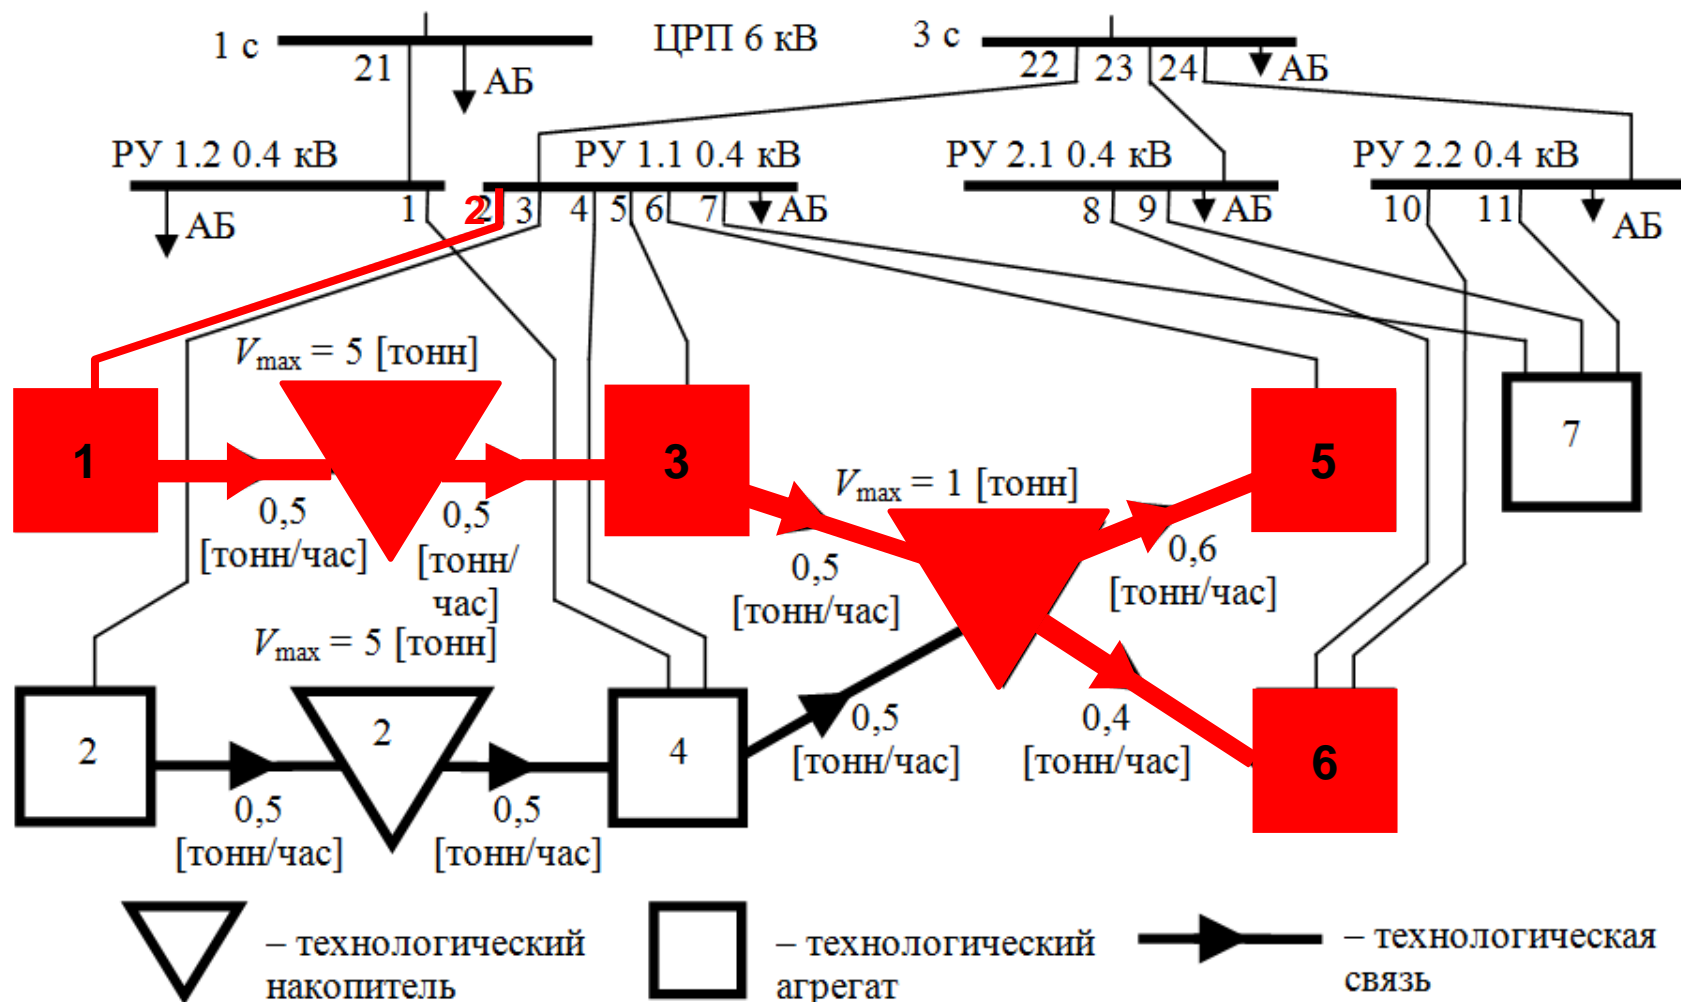 1 с
ЦРП 6 кВ
3 с
21
АБ
22
23
24
АБ
РУ 1.2 0.4 кВ
РУ 1.1 0.4 кВ
РУ 2.1 0.4 кВ
РУ 2.2 0.4 кВ
АБ
1
2
3
4
5
6
7
АБ
8
9
АБ
10
11
АБ
Vmax = 5 [тонн]
1
3
5
7
0,5
[тонн/час]
0,5
[тонн/
час]
Vmax = 1 [тонн]
0,5
[тонн/час]
0,6
[тонн/час]
Vmax = 5 [тонн]
2
2
4
6
0,5
[тонн/час]
0,4
[тонн/час]
0,5
[тонн/час]
0,5
[тонн/час]
– технологический
накопитель
– технологический
агрегат
– технологическая
связь